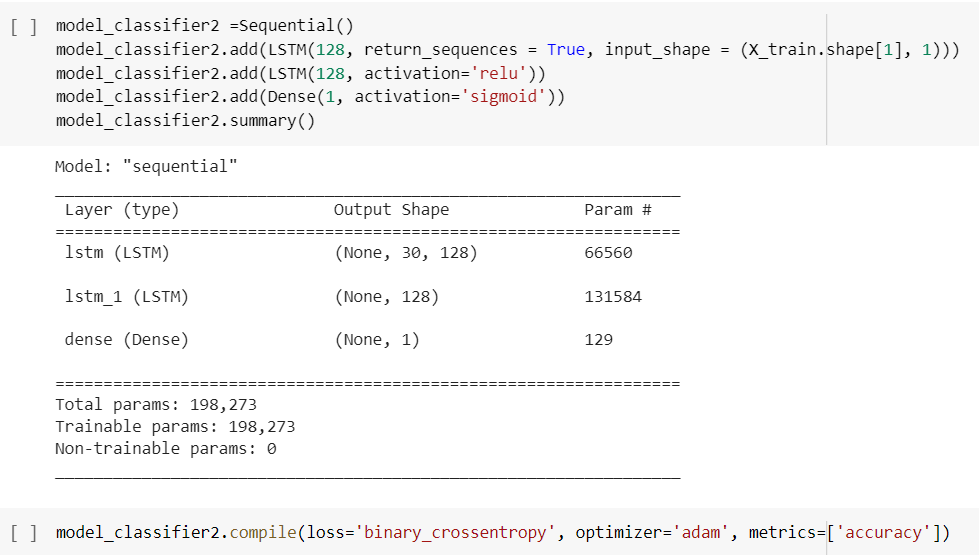 [ ] model_classifier2 =Sequential()
model_classifier2.add(LSTM(128, return_sequences = True, input_shape = (X_train.shape[1], 1)))
model_classifier2.add(LSTM(128, activation='relu'))
model_classifier2.add(Dense(1, activation='sigmoid'))
model_classifier2.summary()
Model: "sequential"
_________________________________________________________________
Layer (type) Output Shape Param #
=================================================================
lstm (LSTM) (None, 30, 128) 66560
lstm_1 (LSTM) (None, 128) 131584
dense (Dense) (None, 1) 129
=================================================================
Total params: 198,273
Trainable params: 198,273
Non-trainable params: 0
_________________________________________________________________
[ ] model_classifier2.compile(loss='binary_crossentropy', optimizer='adam', metrics=['accuracy'])